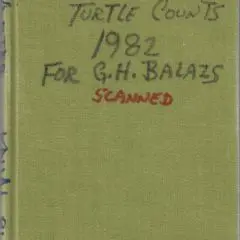 TURTLE COUNTS
1982
FOR G.H. BALAZS
SCANNED